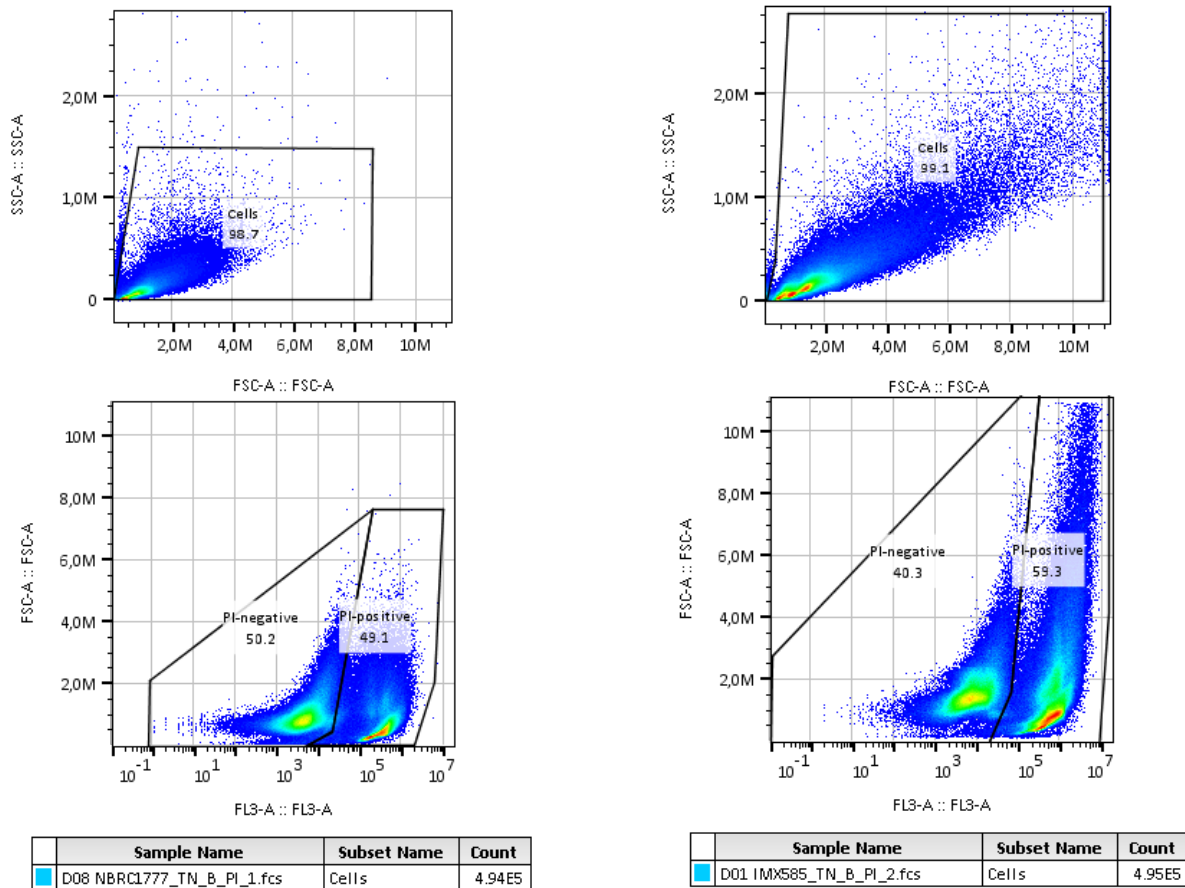 SSC-A :: SSC-A
2,0M
1,0M
0
Cells
98.7
2,0M 4,0M 6,0M 8,0M 10M
FSC-A :: FSC-A
SSC-A :: SSC-A
2,0M
1,0M
0
Cells
99.1
2,0M 4,0M 6,0M 8,0M 10M
FSC-A :: FSC-A
FSC-A :: FSC-A
10M
8,0M
6,0M
4,0M
2,0M
PI-negative
50.2
PI-positive
49.1
10-1 101 103 105 107
FL3-A :: FL3-A
FSC-A :: FSC-A
10M
8,0M
6,0M
4,0M
2,0M
PI-negative
40.3
PI-positive
59.3
10-1 101 103 105 107
FL3-A :: FL3-A
Sample Name Subset Name Count
D08 NBRC1777_TN_B_PI_1.fcs Cells 4.94E5
Sample Name Subset Name Count
D01 IMX585_TN_B_PI_2.fcs Cells 4.95E5